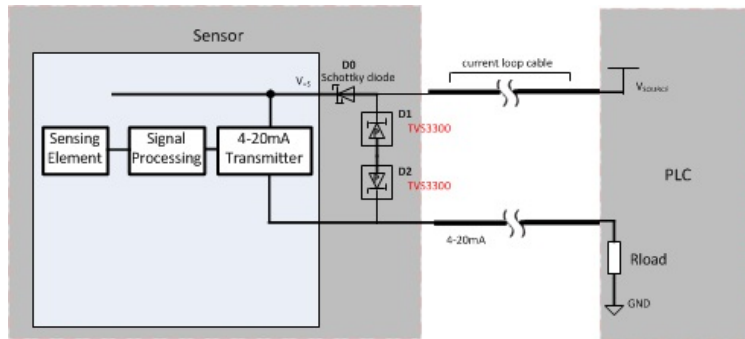 Sensor
D0
Schottky diode
current loop cable
V+S
VSOURCE
D1
TVS3300
Sensing
Element
Signal
Processing
4-20mA
Transmitter
D2
TVS3300
PLC
4-20mA
Rload
GND